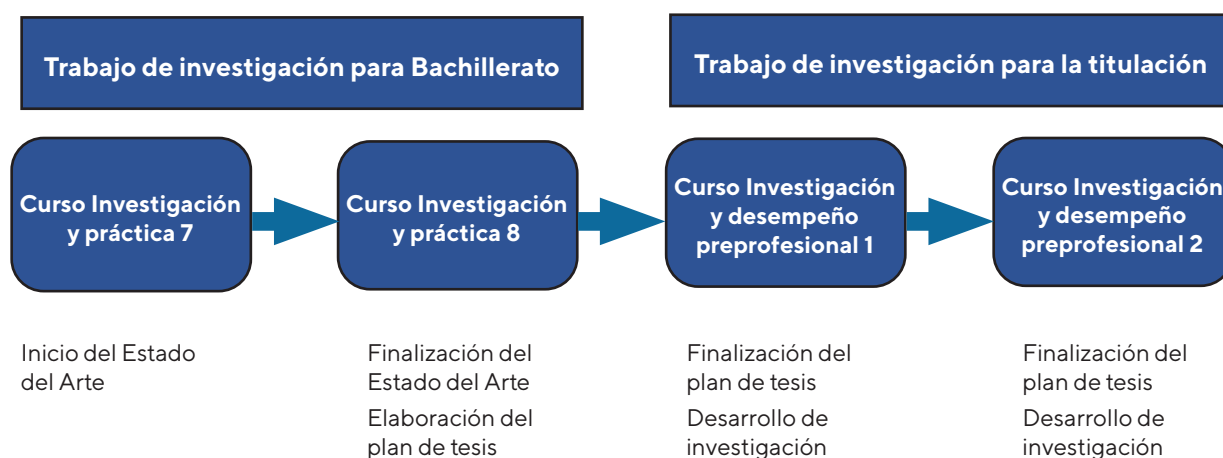 Trabajo de investigación para Bachillerato
Trabajo de investigación para la titulación
Curso Investigación
y práctica 7
Curso Investigación
y práctica 8
Curso Investigación
y desempeño
preprofesional 1
Curso Investigación
y desempeño
preprofesional 2
Inicio del Estado
del Arte
Finalización del
Estado del Arte
Elaboración del
plan de tesis
Finalización del
plan de tesis
Desarrollo de
investigación
Finalización del
plan de tesis
Desarrollo de
investigación